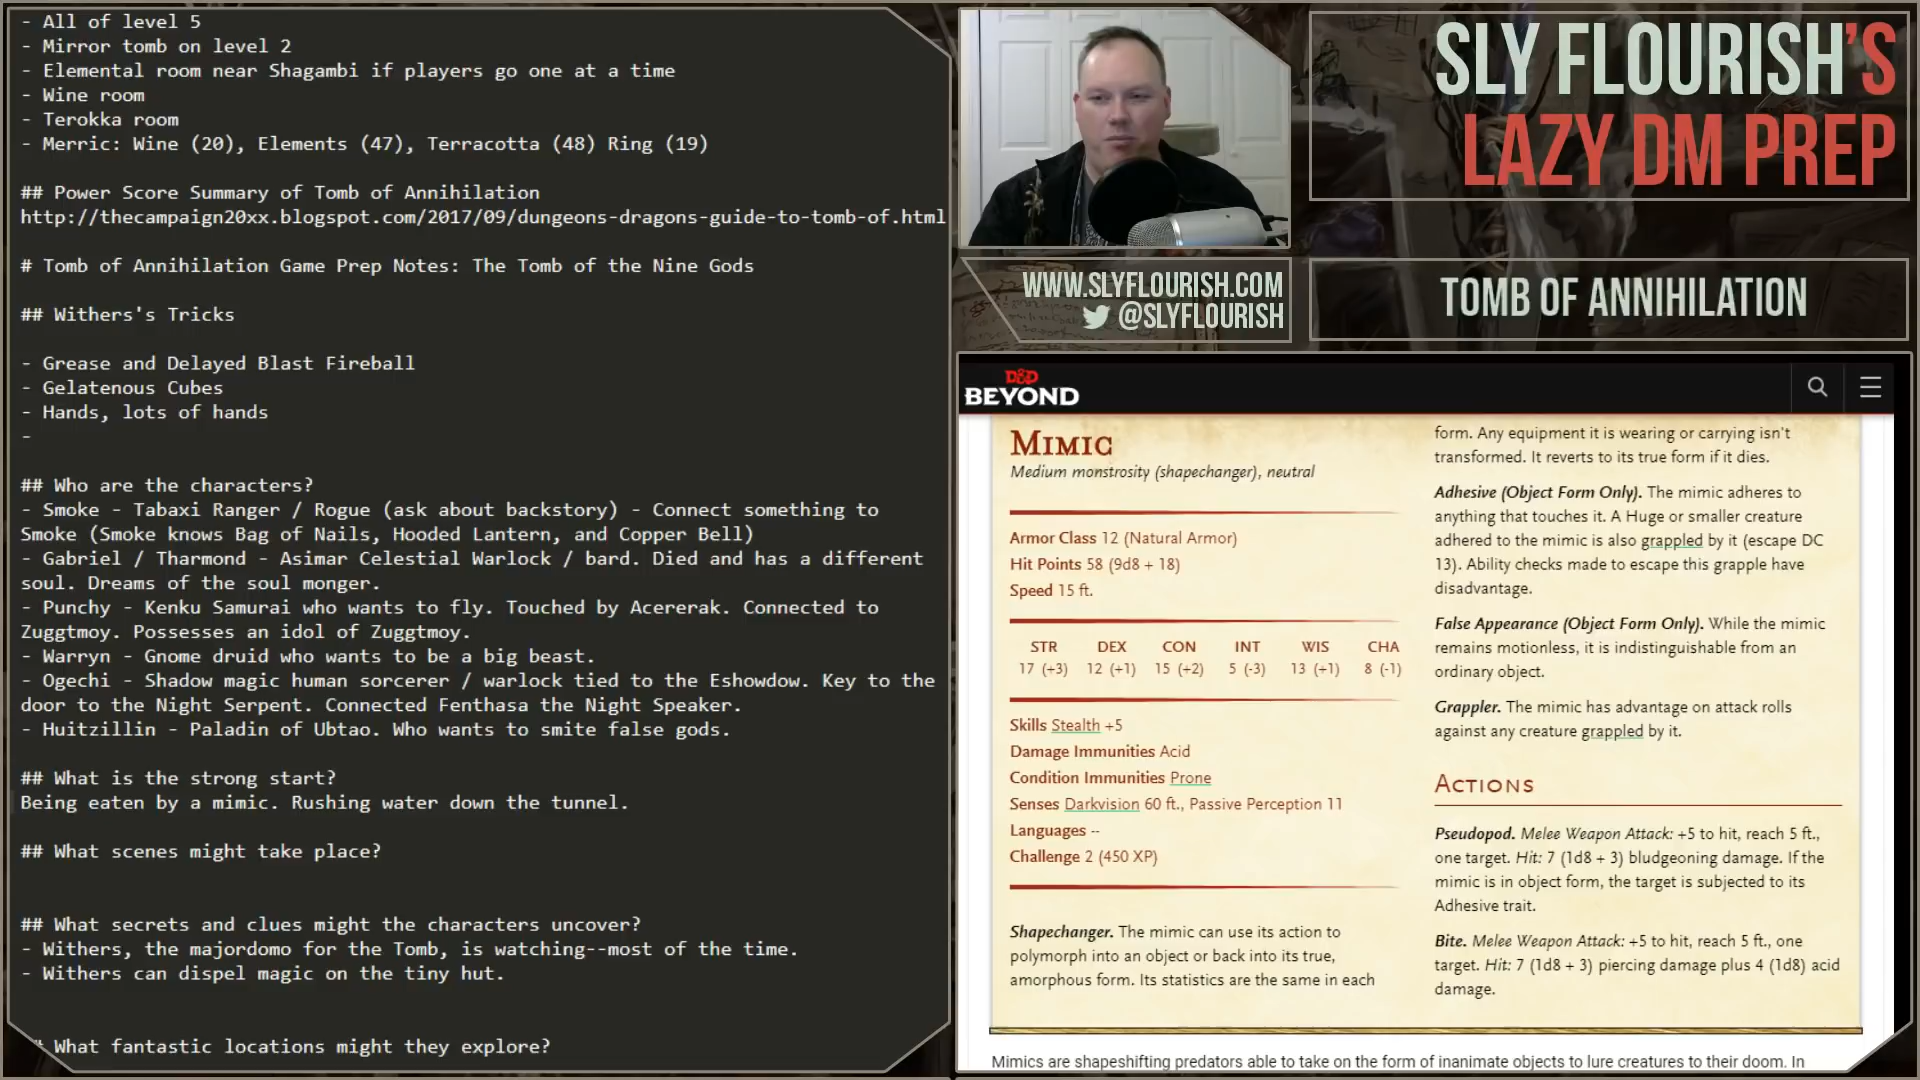 - All of level 5
- Mirror tomb on level 2
- Elemental room near Shagambi if players go one at a time
- Wine room
- Terokka room
- Merric: Wine (20), Elements (47), Terracotta (48) Ring (19)
## Power Score Summary of Tomb of Annihilation
http://thecampaign20xx.blogspot.com/2017/09/dungeons-dragons-guide-to-tomb-of.html
# Tomb of Annihilation Game Prep Notes: The Tomb of the Nine Gods
## Withers's Tricks
- Grease and Delayed Blast Fireball
- Gelatenous Cubes
- Hands, lots of hands
-
## Who are the characters?
- Smoke - Tabaxi Ranger / Rogue (ask about backstory) - Connect something to
Smoke (Smoke knows Bag of Nails, Hooded Lantern, and Copper Bell)
- Gabriel / Tharmond - Asimar Celestial Warlock / bard. Died and has a different
soul. Dreams of the soul monger.
- Punchy - Kenku Samurai who wants to fly. Touched by Acererak. Connected to
Zuggtmoy. Possesses an idol of Zuggtmoy.
- Warryn - Gnome druid who wants to be a big beast.
- Ogechi - Shadow magic human sorcerer / warlock tied to the Eshowdow. Key to the
door to the Night Serpent. Connected Fenthasa the Night Speaker.
- Huitzillin - Paladin of Ubtao. Who wants to smite false gods.
## What is the strong start?
Being eaten by a mimic. Rushing water down the tunnel.
## What scenes might take place?
## What secrets and clues might the characters uncover?
- Withers, the majordomo for the Tomb, is watching--most of the time.
- Withers can dispel magic on the tiny hut.
What fantastic locations might they explore?
SLY FLOURISH'S
LAZY DM PREP
WWW.SLYFLOURISH.COM
@SLYFLOURISH
TOMB OF ANNIHILATION
D&D
BEYOND
MIMIC
Medium monstrosity (shapechanger), neutral
Armor Class 12 (Natural Armor)
Hit Points 58 (9d8 + 18)
Speed 15 ft.
STR DEX CON INT WIS CHA
17 (+3) 12 (+1) 15 (+2) 5 (-3) 13 (+1) 8 (-1)
Skills Stealth +5
Damage Immunities Acid
Condition Immunities Prone
Senses Darkvision 60 ft., Passive Perception 11
Languages --
Challenge 2 (450 XP)
Shapechanger. The mimic can use its action to
polymorph into an object or back into its true,
amorphous form. Its statistics are the same in each
form. Any equipment it is wearing or carrying isn't
transformed. It reverts to its true form if it dies.
Adhesive (Object Form Only). The mimic adheres to
anything that touches it. A Huge or smaller creature
adhered to the mimic is also grappled by it (escape DC
13). Ability checks made to escape this grapple have
disadvantage.
False Appearance (Object Form Only). While the mimic
remains motionless, it is indistinguishable from an
ordinary object.
Grappler. The mimic has advantage on attack rolls
against any creature grappled by it.
ACTIONS
Pseudopod. Melee Weapon Attack: +5 to hit, reach 5 ft.,
one target. Hit: 7 (1d8 + 3) bludgeoning damage. If the
mimic is in object form, the target is subjected to its
Adhesive trait.
Bite. Melee Weapon Attack: +5 to hit, reach 5 ft., one
target. Hit: 7 (1d8 + 3) piercing damage plus 4 (1d8) acid
damage.
Mimics are shapeshifting predators able to take on the form of inanimate objects to lure creatures to their doom. In